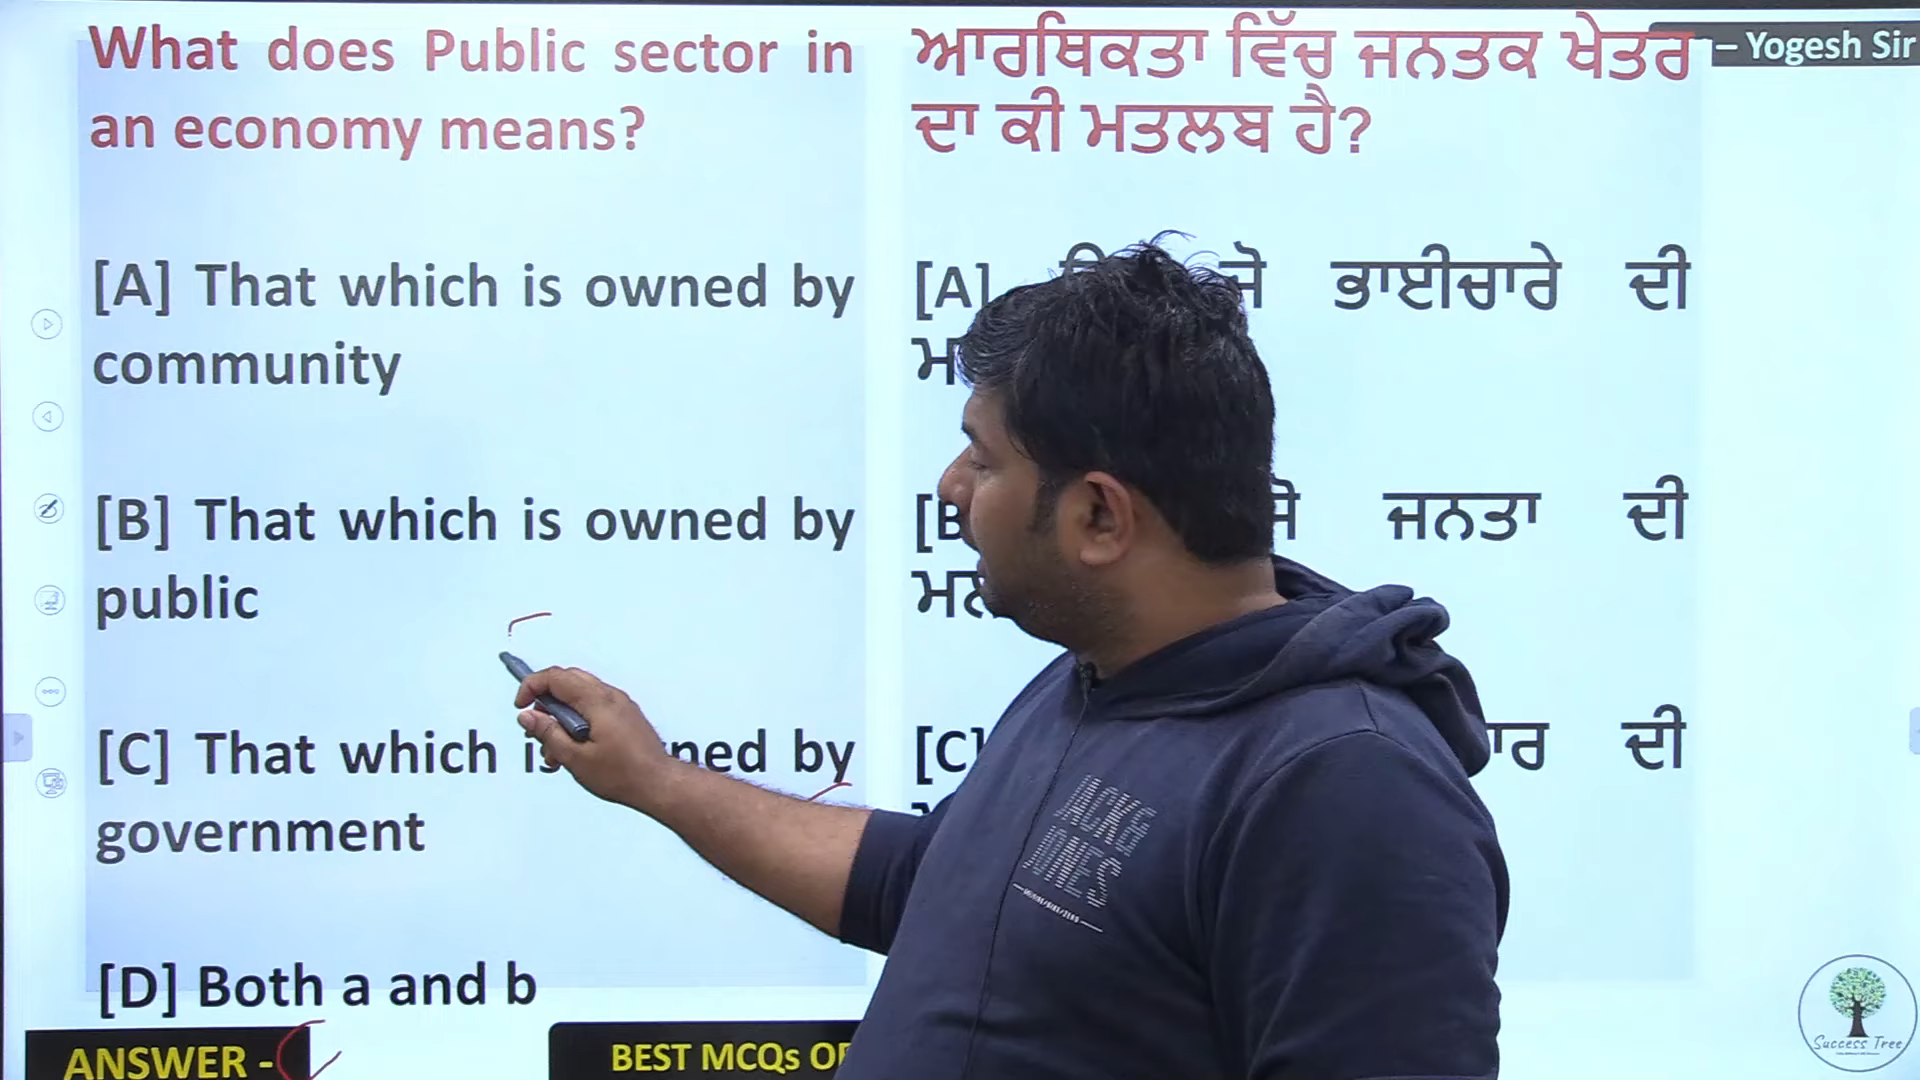 What does Public sector in
an economy means?
[A] That which is owned by
community
[B] That which is owned by
public
[C] That which is owned by
government
[D] Both a and b
ANSWER - C
BEST MCQs
ਆਰਥਿਕਤਾ ਵਿੱਚ ਜਨਤਕ ਖੇਤਰ
ਦਾ ਕੀ ਮਤਲਬ ਹੈ?
[A] ਭਾਈਚਾਰੇ ਦੀ
ਜਨਤਾ ਦੀ
[C] ਦੀ
– Yogesh Sir
Success Tree